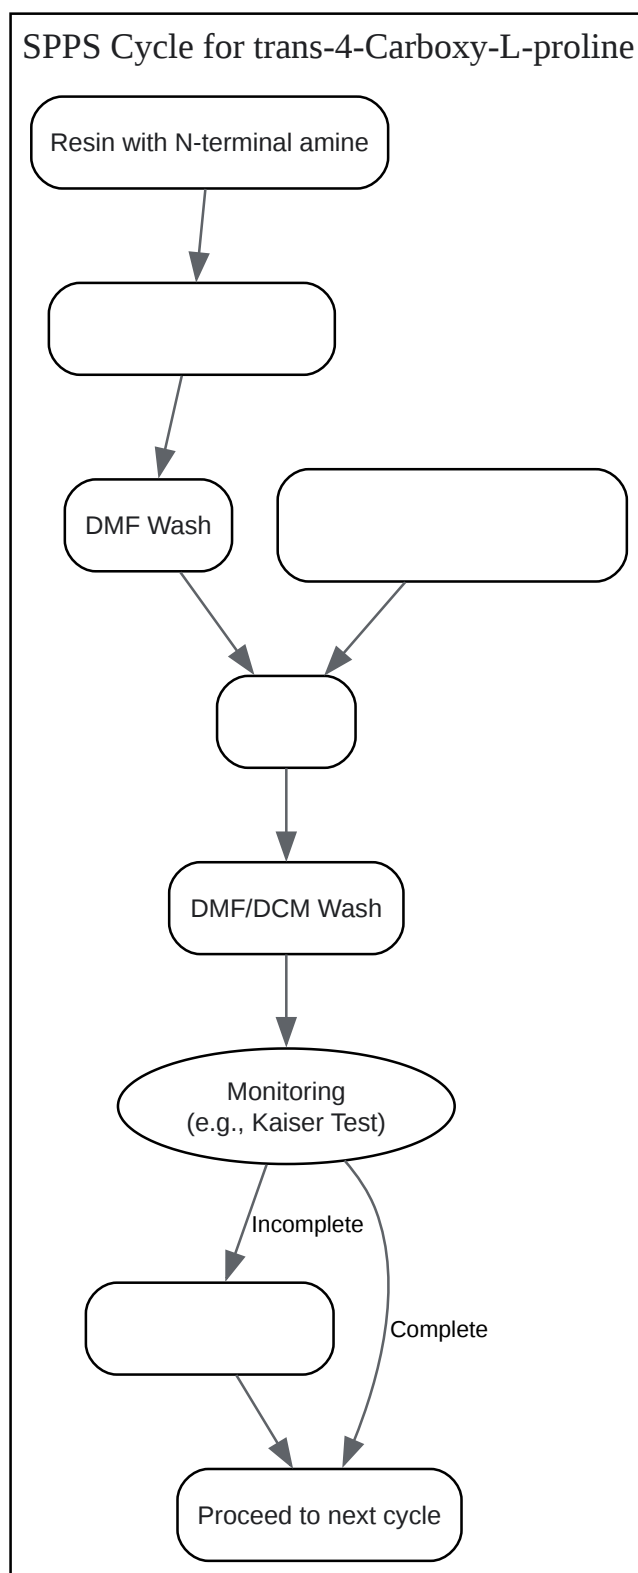 SPPS Cycle for trans-4-Carboxy-L-proline
Resin with N-terminal amine
DMF Wash
DMF/DCM Wash
Monitoring
(e.g., Kaiser Test)
Incomplete
Complete
Proceed to next cycle